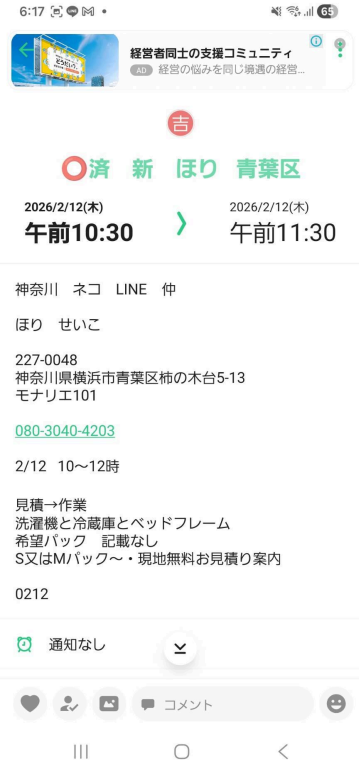 6:17
65
経営者同士の支援コミュニティ
AD 経営の悩みを同じ境遇の経営...
吉
⭕済 新 ほり 青葉区
2026/2/12(木)
午前10:30
2026/2/12(木)
午前11:30
神奈川 ネコ LINE 仲
ほり せいこ
227-0048
神奈川県横浜市青葉区柿の木台5-13
モナリエ101
080-3040-4203
2/12 10〜12時
見積→作業
洗濯機と冷蔵庫とベッドフレーム
希望パック 記載なし
S又はMパック〜・現地無料お見積り案内
0212
通知なし
コメント